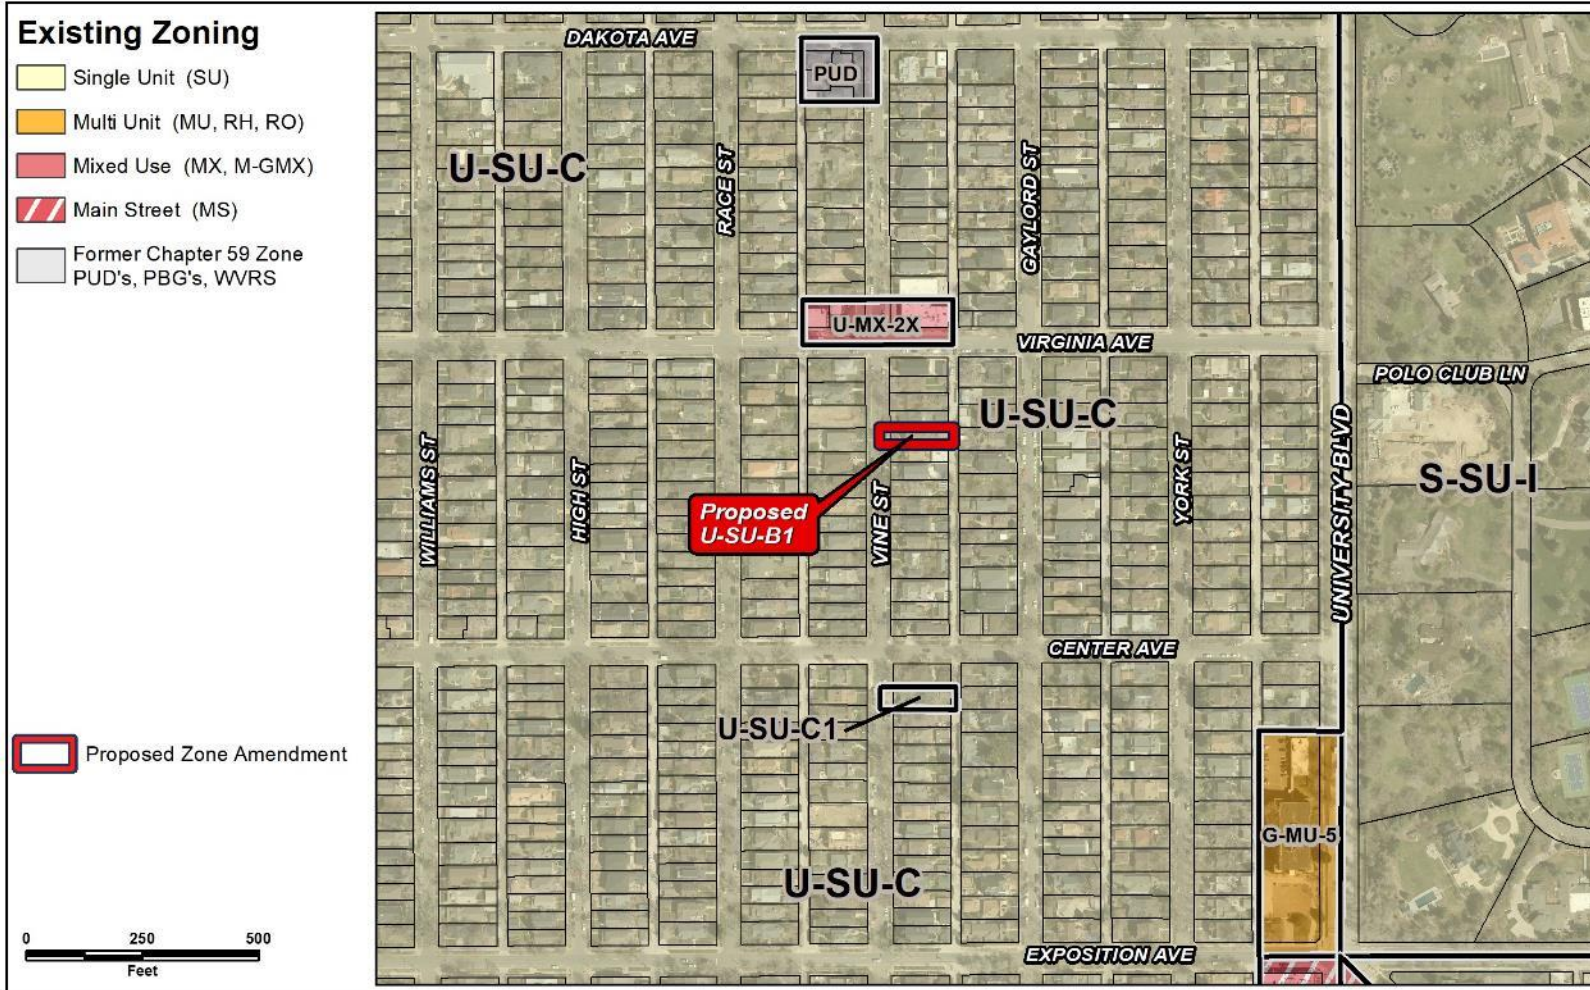 Existing Zoning
Single Unit (SU)
Multi Unit (MU, RH, RO)
Mixed Use (MX, M-GMX)
Main Street (MS)
Former Chapter 59 Zone
PUD's, PBG's, WVRS
Proposed Zone Amendment
0 250 500
Feet
DAKOTA AVE
PUD
U-SU-C
RACE ST
GAYLORD ST
U-MX-2X
VIRGINIA AVE
POLO CLUB LN
U-SU-C
WILLIAMS ST
HIGH ST
Proposed
U-SU-B1
VINE ST
YORK ST
UNIVERSITY BLVD
S-SU-I
CENTER AVE
U-SU-C1
G-MU-5
U-SU-C
EXPOSITION AVE